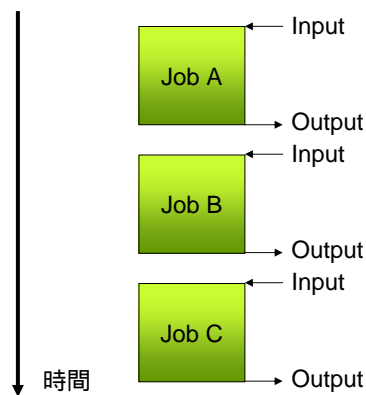 Input
Job A
Output
Input
Job B
Output
Input
Job C
Output
時間